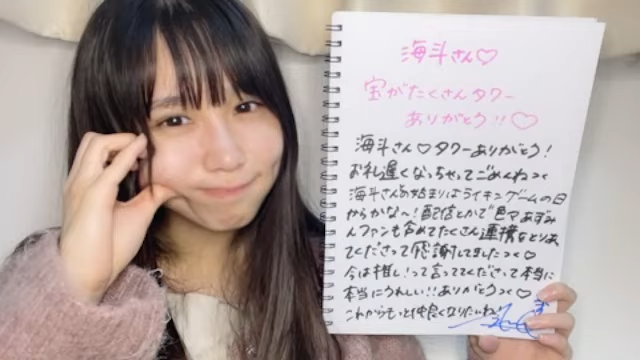 海斗さん♡
宝がたくさんタワー
ありがとう!!♡
海斗さん♡タワーありがとう!
お礼遅くなっちゃってごめんね
海斗さんの始まりはライキンゲームの日
からかな〜!配信とかで色々あずみ
んファンも含めてたくさん連携をとりあ
てくださって感謝してました
今は推し!って言ってくださって本当に
本当にうれしい!!ありがとう♡
これからもっと仲良くなりたいね